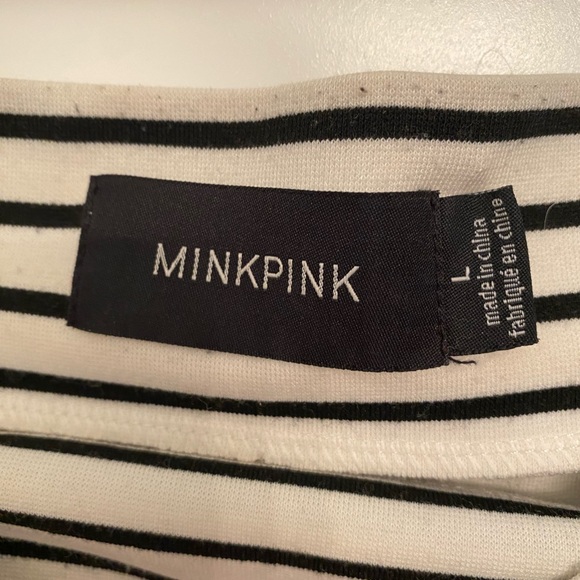 MINKPINK
L
made in china
fabriqué en chine